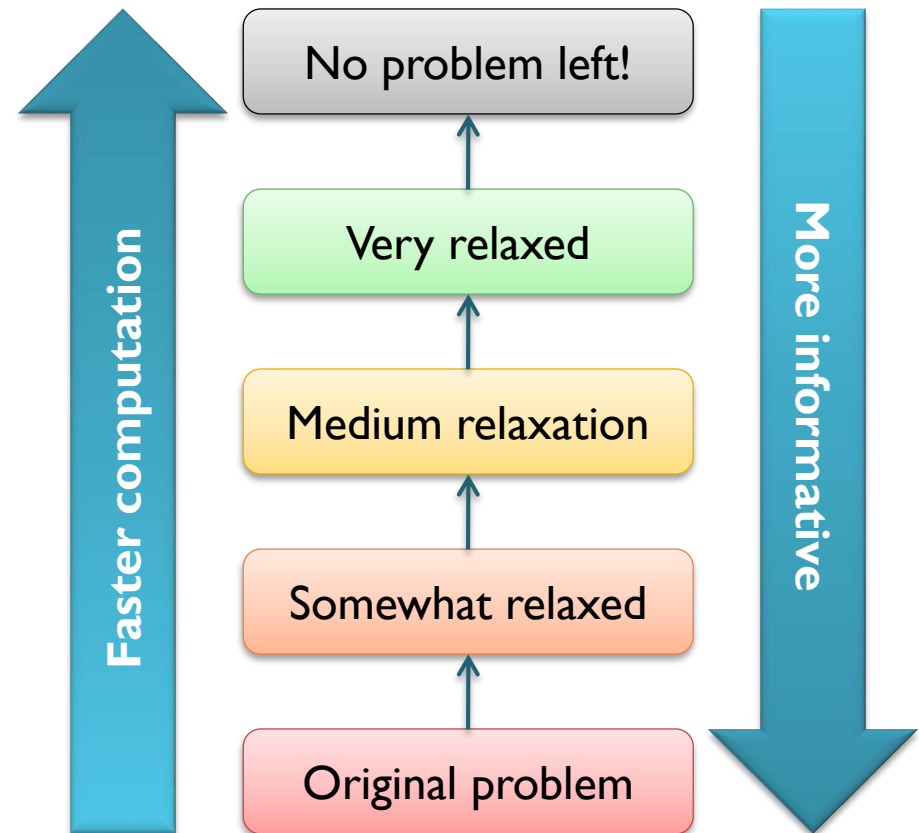 No problem left!
Very relaxed
Medium relaxation
Somewhat relaxed
Original problem
Faster computation
More informative